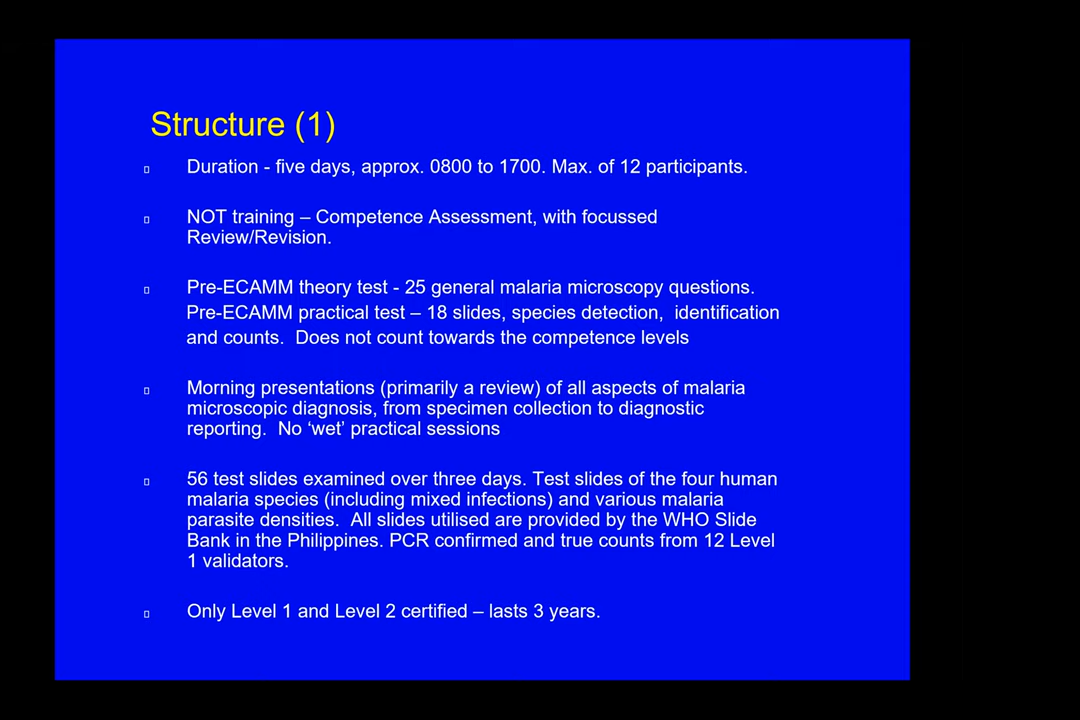 Structure (1)
Duration - five days, approx. 0800 to 1700. Max. of 12 participants.
NOT training – Competence Assessment, with focussed
Review/Revision.
Pre-ECAMM theory test - 25 general malaria microscopy questions.
Pre-ECAMM practical test – 18 slides, species detection,  identification
and counts.  Does not count towards the competence levels
Morning presentations (primarily a review) of all aspects of malaria
microscopic diagnosis, from specimen collection to diagnostic
reporting.  No ‘wet’ practical sessions
56 test slides examined over three days. Test slides of the four human
malaria species (including mixed infections) and various malaria
parasite densities.  All slides utilised are provided by the WHO Slide
Bank in the Philippines. PCR confirmed and true counts from 12 Level
1 validators.
Only Level 1 and Level 2 certified – lasts 3 years.